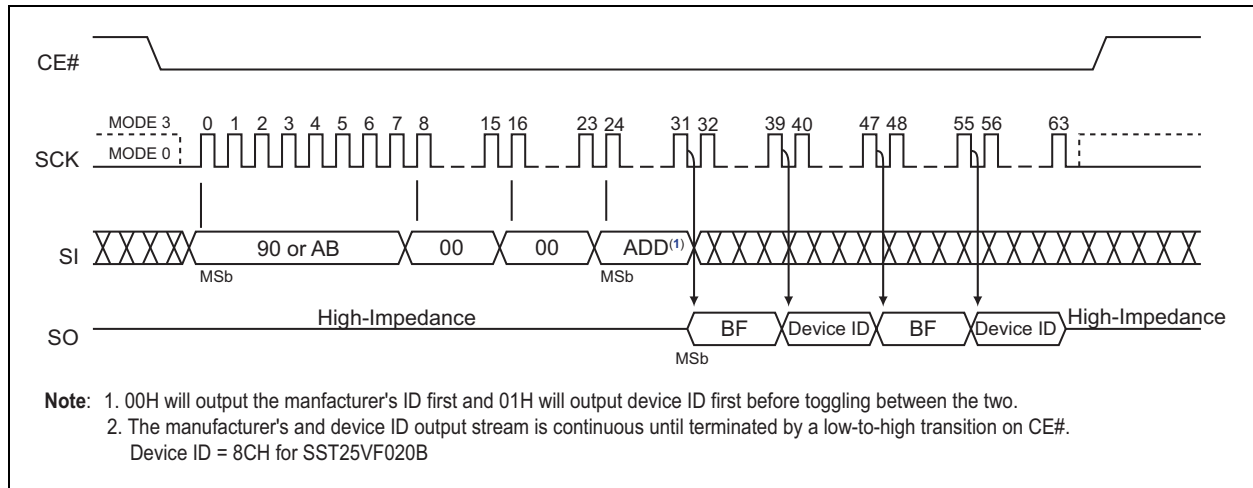 CE#
MODE 3
0 1 2 3 4 5 6 7 8 15 16 23 24 31 32 39 40 47 48 55 56 63
SCK
MODE 0
SI
90 or AB 00 00 ADD(1)
MSb MSb
SO
High-Impedance BF Device ID BF Device ID High-Impedance
MSb
Note: 1. 00H will output the manfacturer's ID first and 01H will output device ID first before toggling between the two.
2. The manufacturer's and device ID output stream is continuous until terminated by a low-to-high transition on CE#.
Device ID = 8CH for SST25VF020B